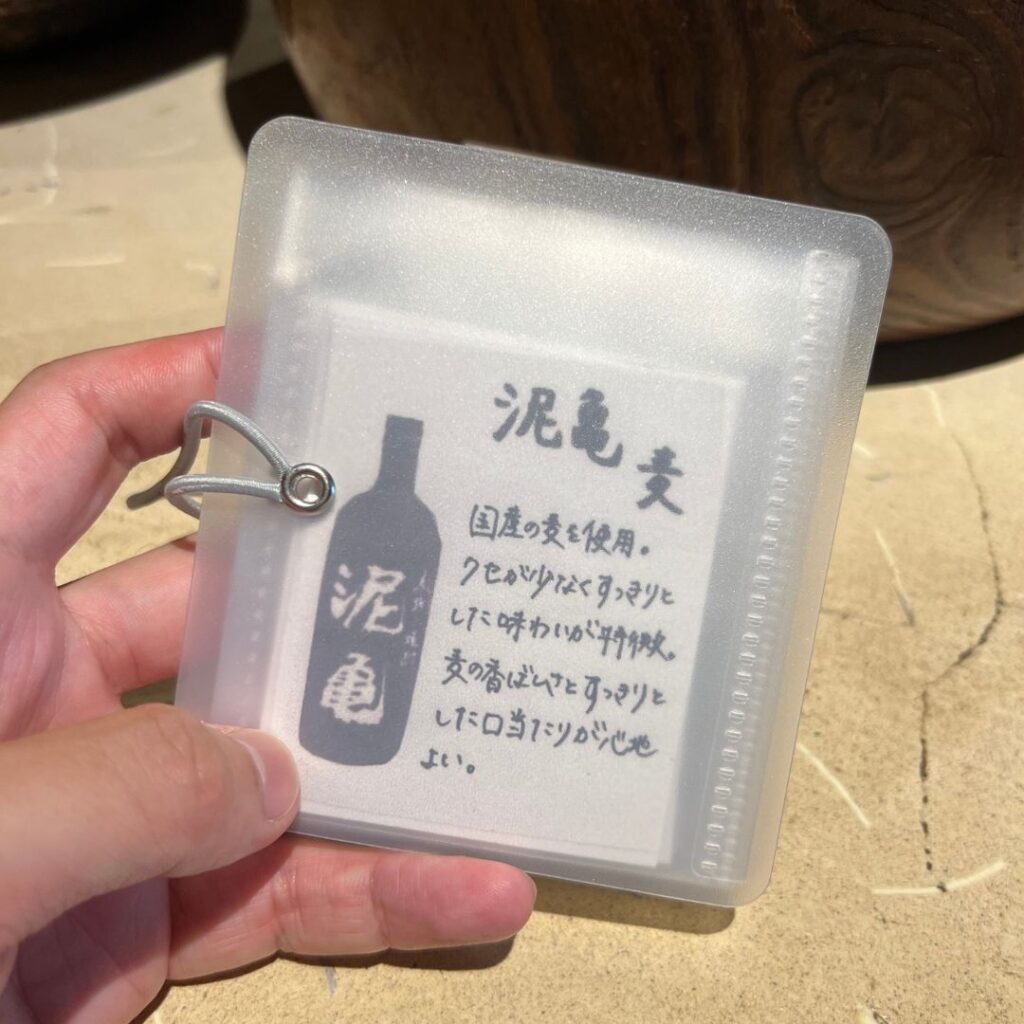 泥亀
麦
国産の麦を使用。
クセが少なくすっきりと
した味わいが特徴。
麦の香ばしさとすっきりと
した口当たりが心地
よい。
泥
亀